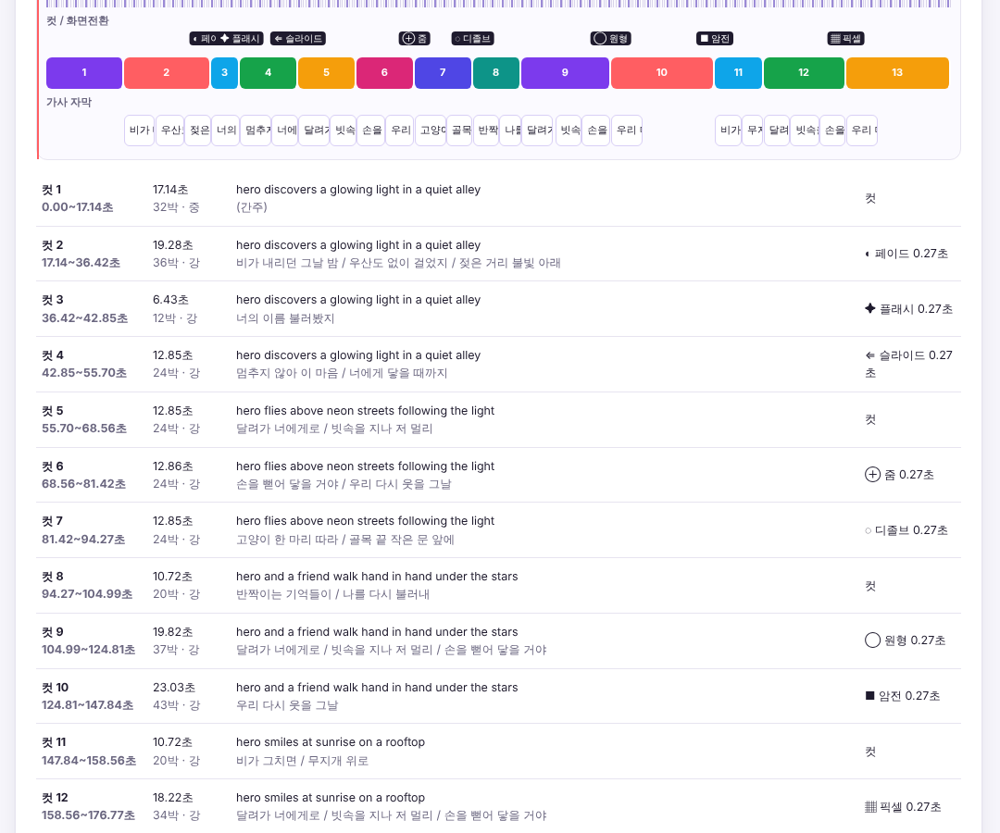 컷 / 화면전환
페이 플래시 슬라이드 줌 디졸브 원형 암전 픽셀
1 2 3 4 5 6 7 8 9 10 11 12 13
가사 자막
비가 우산 젖은 너의 멈추지 너에 달려가 빗속 손을 우리 고양이 골목 반짝 나를 달려가 빗속 손을 우리 비가 무지 달려 빗속 손을 우리
컷 1 17.14초 hero discovers a glowing light in a quiet alley 컷
0.00~17.14초 32박 · 중 (간주)
컷 2 19.28초 hero discovers a glowing light in a quiet alley 페이드 0.27초
17.14~36.42초 36박 · 강 비가 내리던 그날 밤 / 우산도 없이 걸었지 / 젖은 거리 불빛 아래
컷 3 6.43초 hero discovers a glowing light in a quiet alley 플래시 0.27초
36.42~42.85초 12박 · 강 너의 이름 불러봤지
컷 4 12.85초 hero discovers a glowing light in a quiet alley ⇐ 슬라이드 0.27초
42.85~55.70초 24박 · 강 멈추지 않아 이 마음 / 너에게 닿을 때까지
컷 5 12.85초 hero flies above neon streets following the light 컷
55.70~68.56초 24박 · 강 달려가 너에게로 / 빗속을 지나 저 멀리
컷 6 12.86초 hero flies above neon streets following the light 줌 0.27초
68.56~81.42초 24박 · 강 손을 뻗어 닿을 거야 / 우리 다시 웃을 그날
컷 7 12.85초 hero flies above neon streets following the light 디졸브 0.27초
81.42~94.27초 24박 · 강 고양이 한 마리 따라 / 골목 끝 작은 문 앞에
컷 8 10.72초 hero and a friend walk hand in hand under the stars 컷
94.27~104.99초 20박 · 강 반짝이는 기억들이 / 나를 다시 불러내
컷 9 19.82초 hero and a friend walk hand in hand under the stars 원형 0.27초
104.99~124.81초 37박 · 강 달려가 너에게로 / 빗속을 지나 저 멀리 / 손을 뻗어 닿을 거야
컷 10 23.03초 hero and a friend walk hand in hand under the stars 암전 0.27초
124.81~147.84초 43박 · 강 우리 다시 웃을 그날
컷 11 10.72초 hero smiles at sunrise on a rooftop 컷
147.84~158.56초 20박 · 강 비가 그치면 / 무지개 위로
컷 12 18.22초 hero smiles at sunrise on a rooftop 픽셀 0.27초
158.56~176.77초 34박 · 강 달려가 너에게로 / 빗속을 지나 저 멀리 / 손을 뻗어 닿을 거야